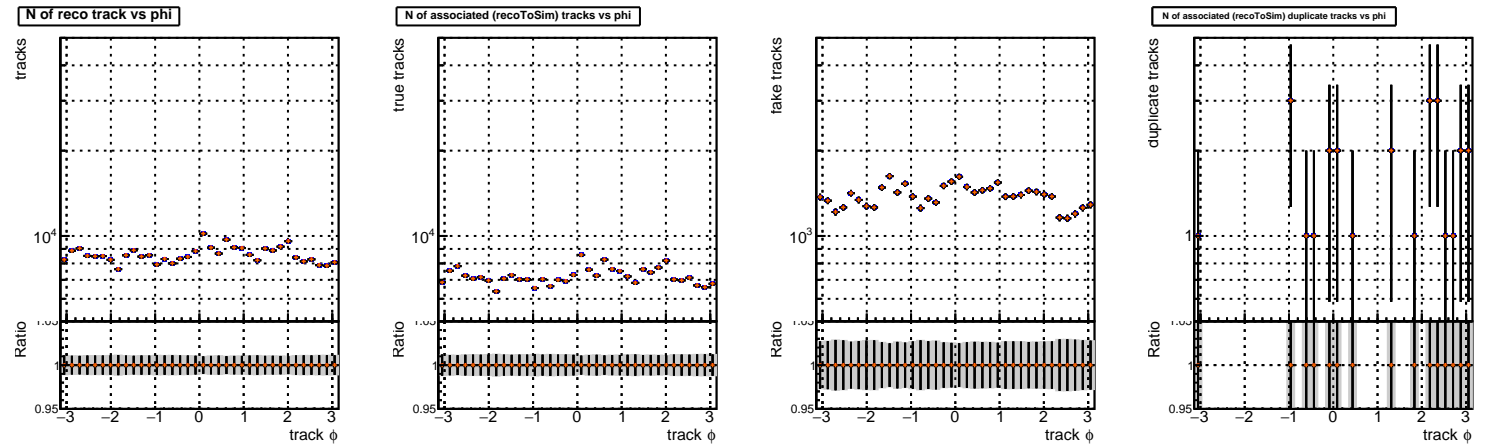 N of reco track vs phi
tracks
10^4
Ratio
1
0.95
−3 −2 −1 0 1 2 3
track φ
N of associated (recoToSim) tracks vs phi
true tracks
10^4
Ratio
1
0.95
−3 −2 −1 0 1 2 3
track φ
fake tracks
10^3
Ratio
1
0.95
−3 −2 −1 0 1 2 3
track φ
N of associated (recoToSim) duplicate tracks vs phi
duplicate tracks
1
Ratio
1
0.95
−3 −2 −1 0 1 2 3
track φ